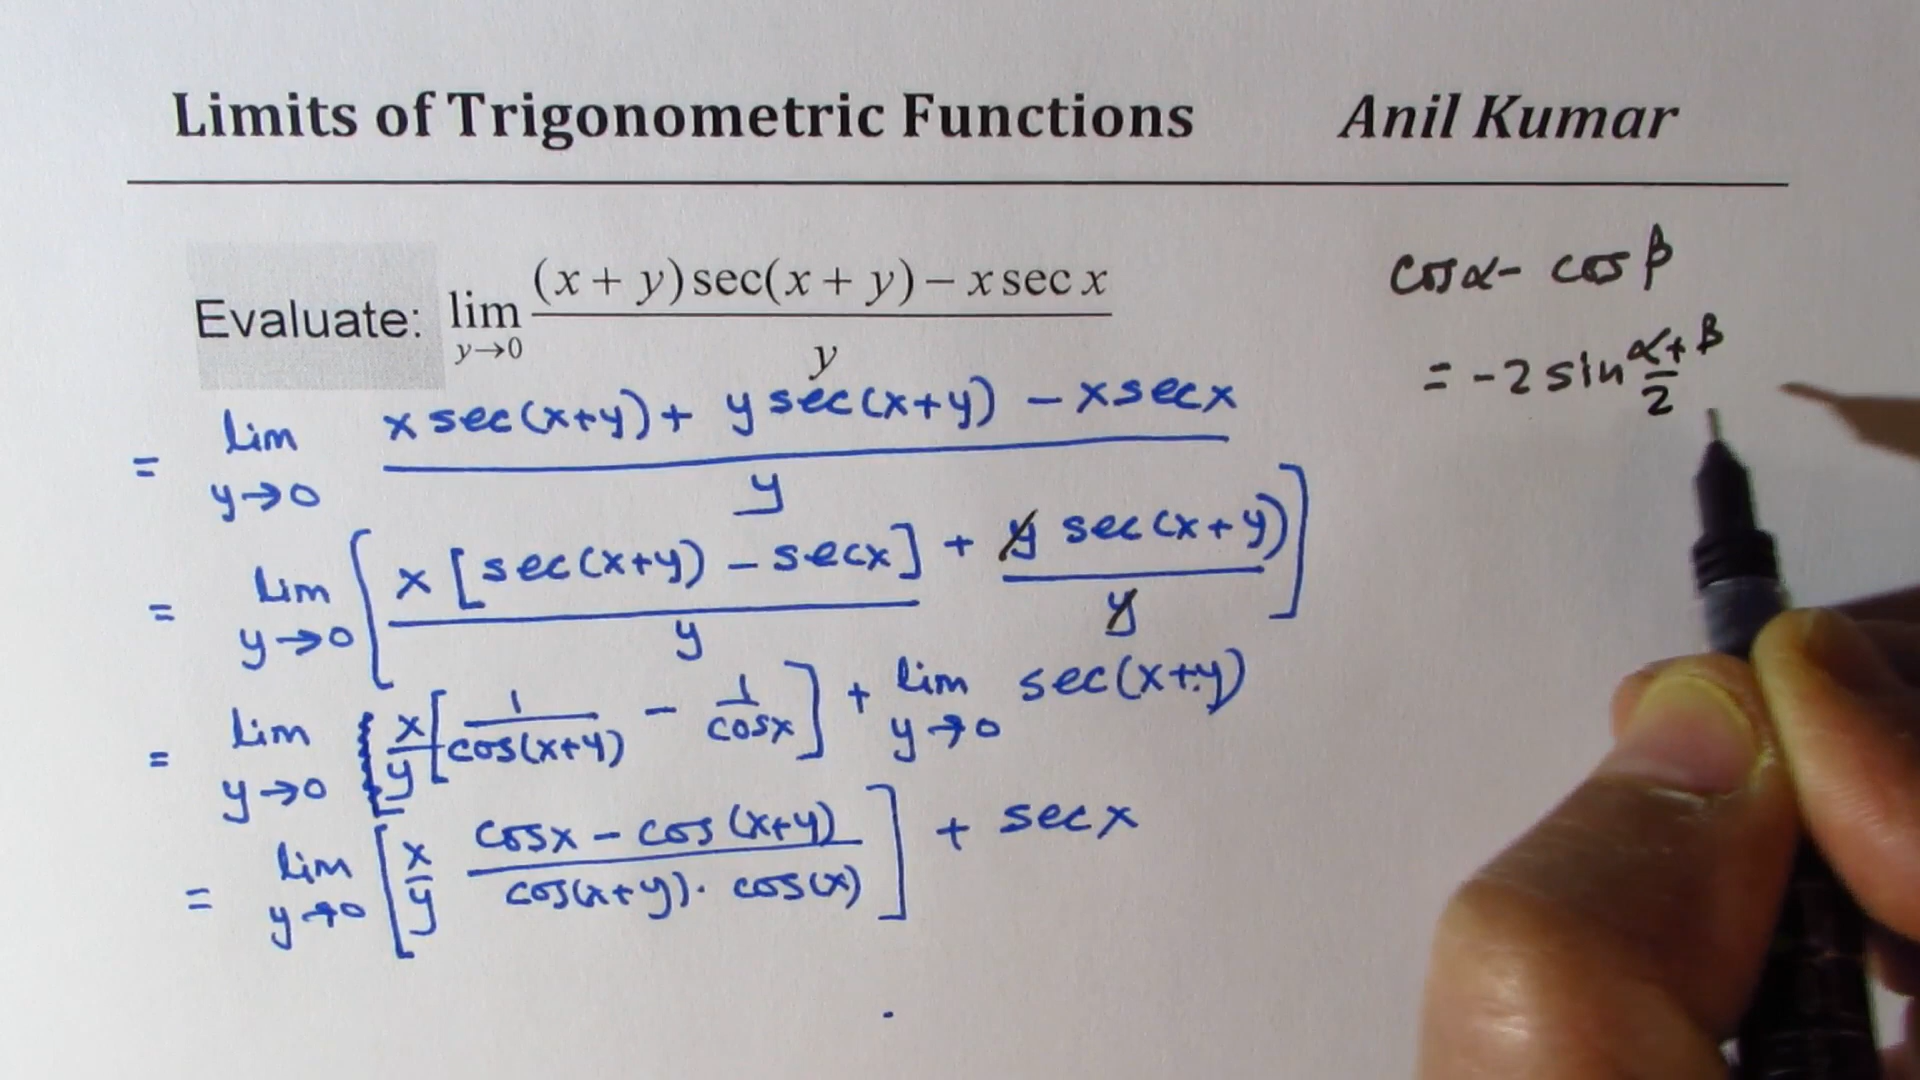 Limits of Trigonometric Functions Anil Kumar
Evaluate: lim y→0 ((x + y) sec(x + y) – x sec x) / y
= lim y→0 (x sec(x+y) + y sec(x+y) – x sec x) / y
= lim y→0 [ x [sec(x+y) – sec x] / y + y sec(x+y) / y ]
= lim y→0 { x/y [ 1/cos(x+y) – 1/cos x ] + lim y→0 sec(x+y)
= lim y→0 [ x/y (cos x – cos(x+y)) / (cos(x+y) · cos(x)) ] + sec x
cos α – cos β
= -2 sin (α+β)/2